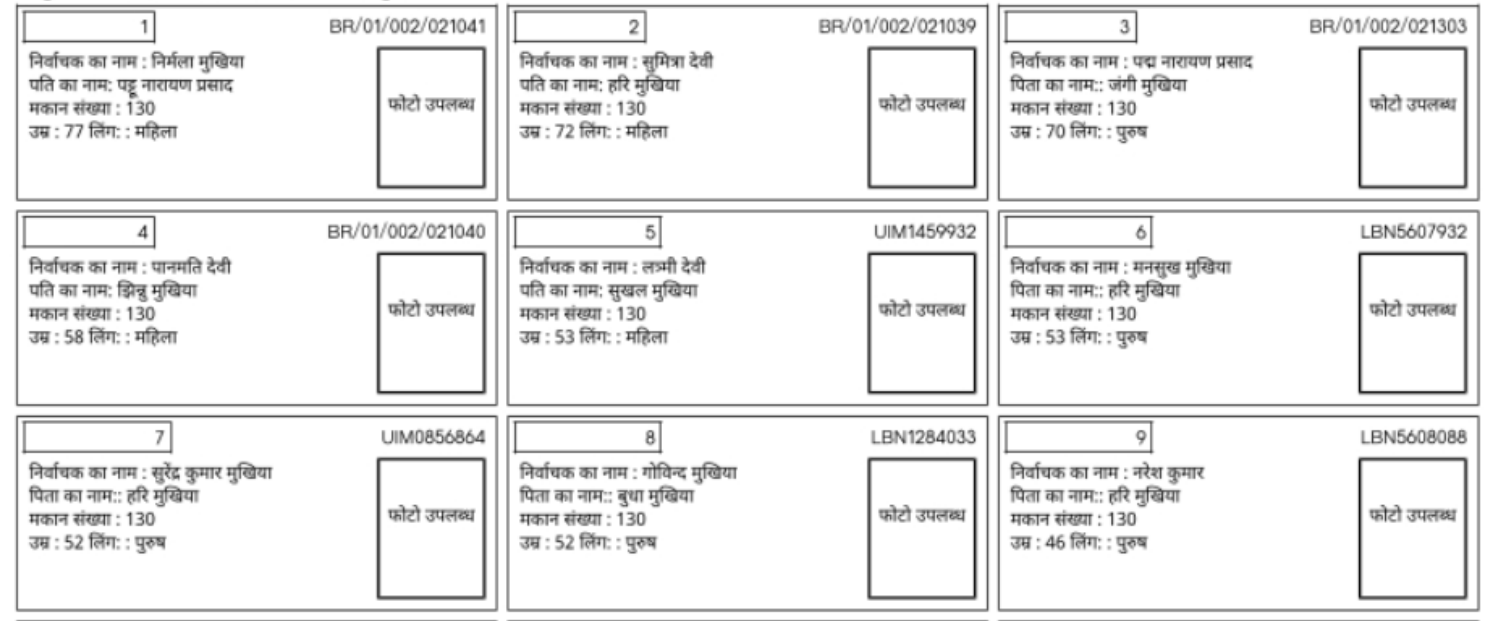 1 BR/01/002/021041
निर्वाचक का नाम : निर्मला मुखिया
पति का नाम: पट्टू नारायण प्रसाद
मकान संख्या : 130
उम्र : 77 लिंग: : महिला
फोटो उपलब्ध
2 BR/01/002/021039
निर्वाचक का नाम : सुमित्रा देवी
पति का नाम: हरि मुखिया
मकान संख्या : 130
उम्र : 72 लिंग: : महिला
फोटो उपलब्ध
3 BR/01/002/021303
निर्वाचक का नाम : पद्म नारायण प्रसाद
पिता का नाम:: जंगी मुखिया
मकान संख्या : 130
उम्र : 70 लिंग: : पुरुष
फोटो उपलब्ध
4 BR/01/002/021040
निर्वाचक का नाम : पानमति देवी
पति का नाम: झिन्नु मुखिया
मकान संख्या : 130
उम्र : 58 लिंग: : महिला
फोटो उपलब्ध
5 UIM1459932
निर्वाचक का नाम : लक्ष्मी देवी
पति का नाम: सुखल मुखिया
मकान संख्या : 130
उम्र : 53 लिंग: : महिला
फोटो उपलब्ध
6 LBN5607932
निर्वाचक का नाम : मनसुख मुखिया
पिता का नाम:: हरि मुखिया
मकान संख्या : 130
उम्र : 53 लिंग: : पुरुष
फोटो उपलब्ध
7 UIM0856864
निर्वाचक का नाम : सुरेंद्र कुमार मुखिया
पिता का नाम:: हरि मुखिया
मकान संख्या : 130
उम्र : 52 लिंग: : पुरुष
फोटो उपलब्ध
8 LBN1284033
निर्वाचक का नाम : गोविन्द मुखिया
पिता का नाम:: बुधा मुखिया
मकान संख्या : 130
उम्र : 52 लिंग: : पुरुष
फोटो उपलब्ध
9 LBN5608088
निर्वाचक का नाम : नरेश कुमार
पिता का नाम:: हरि मुखिया
मकान संख्या : 130
उम्र : 46 लिंग: : पुरुष
फोटो उपलब्ध